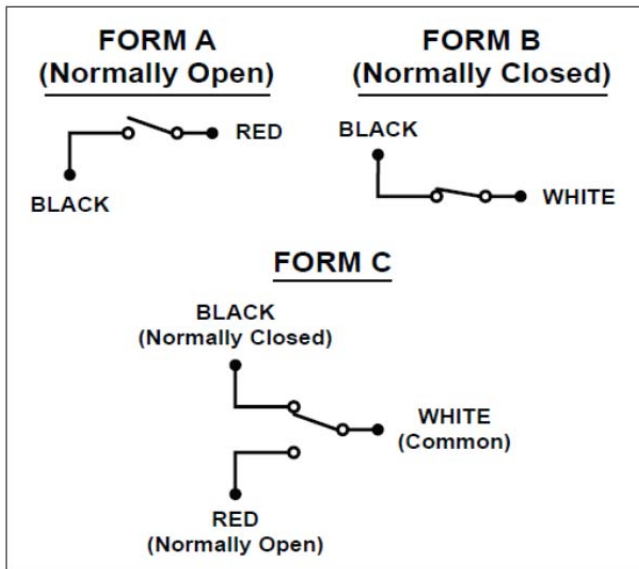 FORM A
(Normally Open)
RED
BLACK
FORM B
(Normally Closed)
BLACK
WHITE
FORM C
BLACK
(Normally Closed)
WHITE
(Common)
RED
(Normally Open)